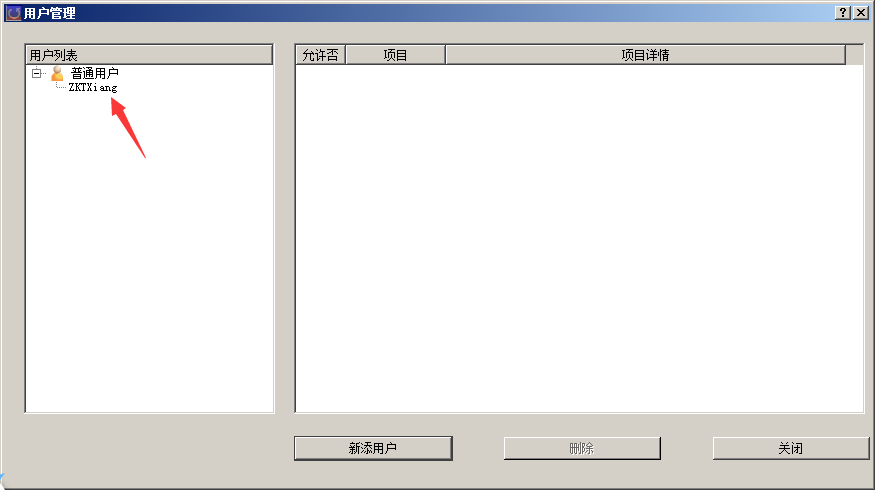 用户管理
用户列表
普通用户
ZKTXiang
允许否 项目 项目详情
新添用户 删除 关闭